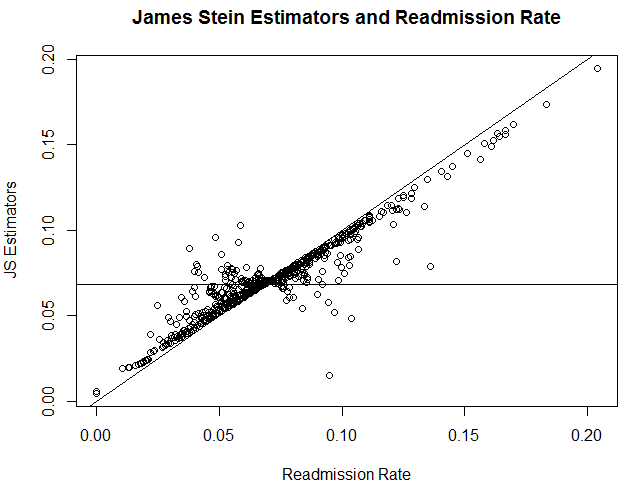 James Stein Estimators and Readmission Rate
JS Estimators
0.20
0.15
0.10
0.05
0.00
0.00 0.05 0.10 0.15 0.20
Readmission Rate